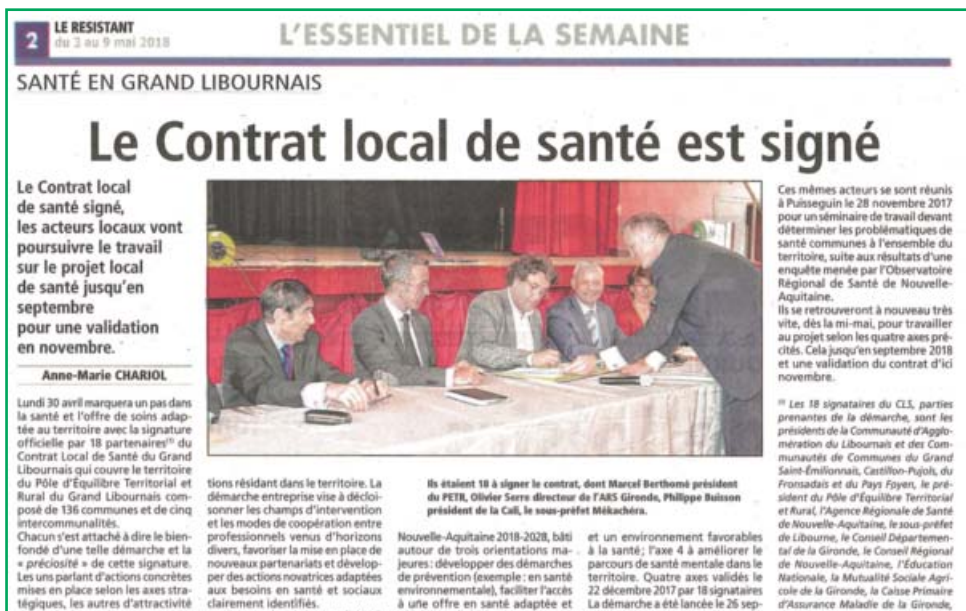 2
LE RESISTANT
du 3 au 9 mai 2018
L'ESSENTIEL DE LA SEMAINE
SANTÉ EN GRAND LIBOURNAIS
Le Contrat local de santé est signé
Le Contrat local
de santé signé,
les acteurs locaux vont
poursuivre le travail
sur le projet local
de santé jusqu'en
septembre
pour une validation
en novembre.
Anne-Marie CHARIOL
Lundi 30 avril marquera un pas dans
la santé et l'offre de soins adap-
tée au territoire avec la signature
officielle par 18 partenaires(1) du
Contrat Local de Santé du Grand
Libournais qui couvre le territoire
du Pôle d'Équilibre Territorial et
Rural du Grand Libournais com-
posé de 136 communes et de cinq
intercommunalités.
Chacun s'est attaché à dire le bien-
fondé d'une telle démarche et la
« préciosité » de cette signature.
Les uns parlant d'actions concrètes
mises en place selon les axes stra-
tégiques, les autres d'attractivité
tions résidant dans le territoire. La
démarche entreprise vise à décloi-
sonner les champs d'intervention
et les modes de coopération entre
professionnels venus d'horizons
divers, favoriser la mise en place de
nouveaux partenariats et dévelop-
per des actions novatrices adaptées
aux besoins en santé et sociaux
clairement identifiés.
Ils étaient 18 à signer le contrat, dont Marcel Berthomé président
du PETR, Olivier Serre directeur de l'ARS Gironde, Philippe Buisson
président de la Cali, le sous-préfet Mékachéra.
Nouvelle-Aquitaine 2018-2028, bâti
autour de trois orientations ma-
jeures : développer des démarches
de prévention (exemple : en santé
environnementale), faciliter l'accès
à une offre en santé adaptée et
et un environnement favorables
à la santé; l'axe 4 à améliorer le
parcours de santé mentale dans le
territoire. Quatre axes validés le
22 décembre 2017 par 18 signataires
La démarche a été lancée le 26 sep-
Ces mêmes acteurs se sont réunis
à Puisseguin le 28 novembre 2017
pour un séminaire de travail devant
déterminer les problématiques de
santé communes à l'ensemble du
territoire, suite aux résultats d'une
enquête menée par l'Observatoire
Régional de Santé de Nouvelle-
Aquitaine.
Ils se retrouveront à nouveau très
vite, dès la mi-mai, pour travailler
au projet selon les quatre axes pré-
cités. Cela jusqu'en septembre 2018
et une validation du contrat d'ici
novembre.
(1) Les 18 signataires du CLS, parties
prenantes de la démarche, sont les
présidents de la Communauté d'Agglo-
mération du Libournais et des Com-
munautés de Communes du Grand
Saint-Émilionnais, Castillon-Pujols, du
Fronsadais et du Pays Foyen, le pré-
sident du Pôle d'Équilibre Territorial
et Rural, l'Agence Régionale de Santé
de Nouvelle-Aquitaine, le sous-préfet
de Libourne, le Conseil Départemen-
tal de la Gironde, le Conseil Régional
de Nouvelle-Aquitaine, l'Éducation
Nationale, la Mutualité Sociale Agri-
cole de la Gironde, la Caisse Primaire
d'Assurance Maladie de la Gironde,